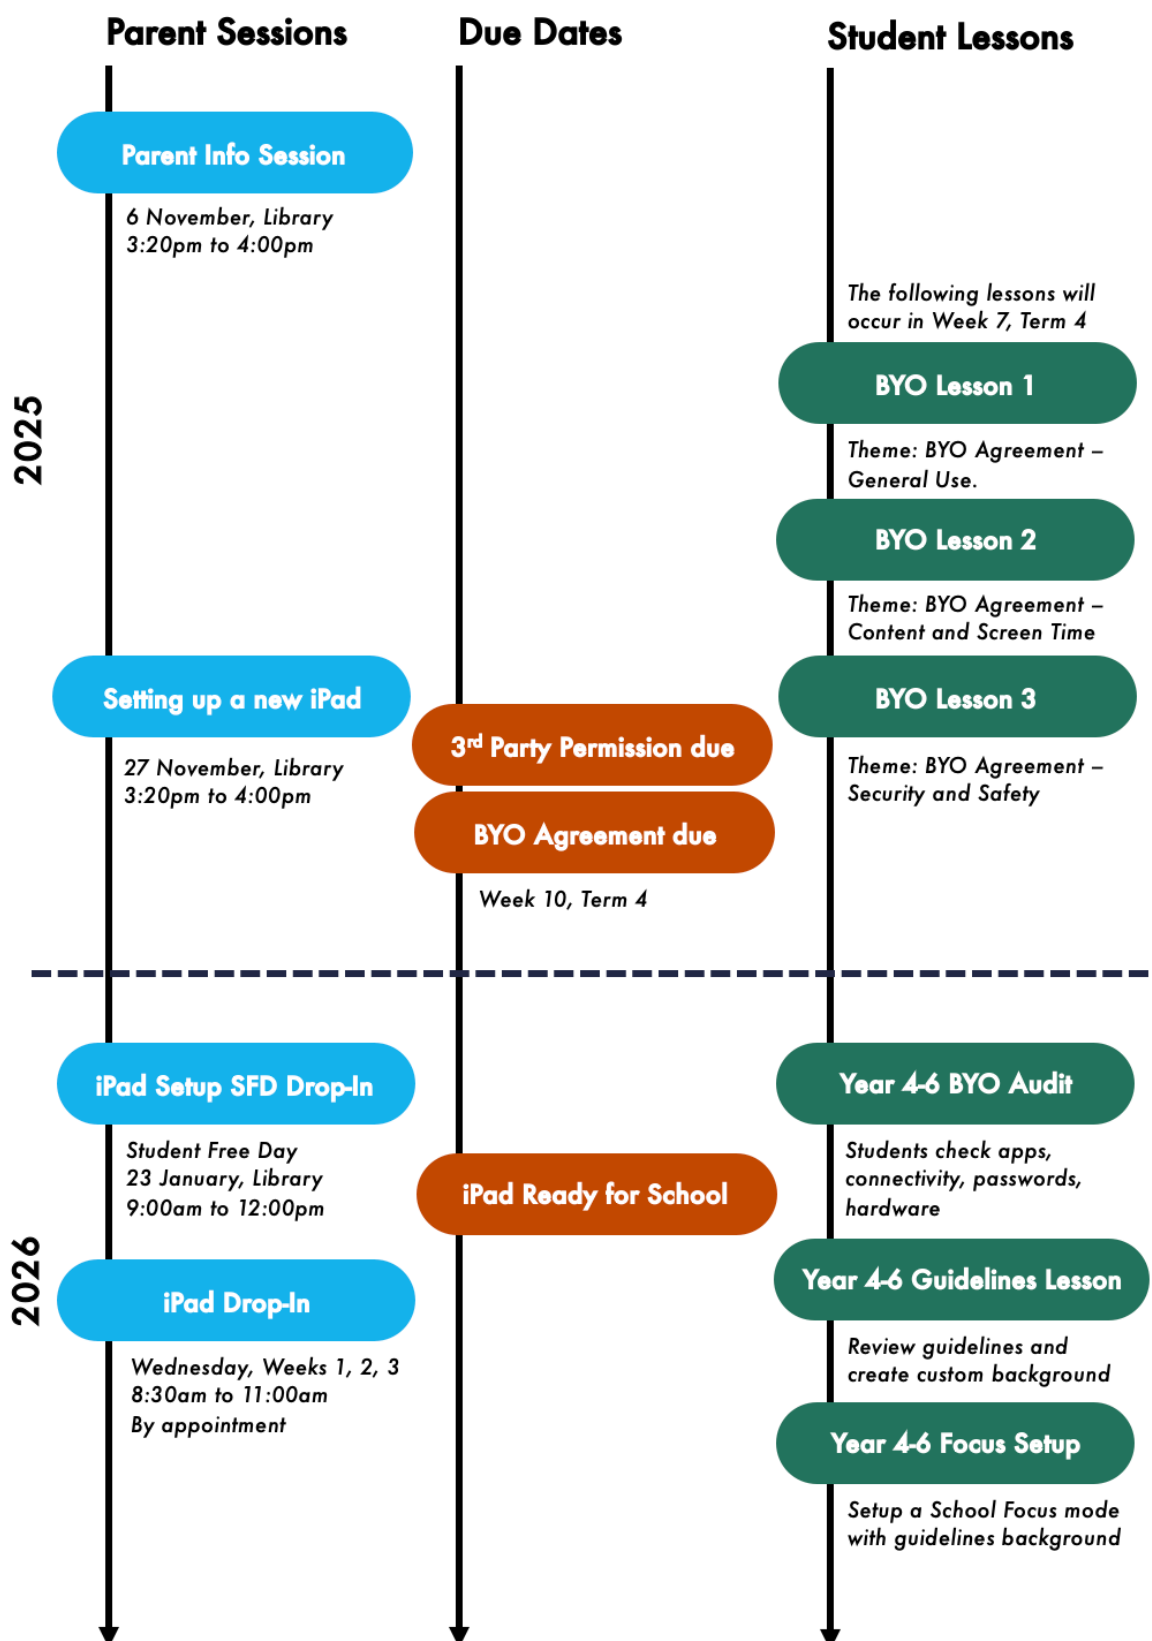 Parent Sessions
Due Dates
Student Lessons
2025
Parent Info Session
6 November, Library
3:20pm to 4:00pm
The following lessons will
occur in Week 7, Term 4
BYO Lesson 1
Theme: BYO Agreement –
General Use.
BYO Lesson 2
Theme: BYO Agreement –
Content and Screen Time
Setting up a new iPad
27 November, Library
3:20pm to 4:00pm
3rd Party Permission due
BYO Agreement due
Week 10, Term 4
BYO Lesson 3
Theme: BYO Agreement –
Security and Safety
2026
iPad Setup SFD Drop-In
Student Free Day
23 January, Library
9:00am to 12:00pm
iPad Drop-In
Wednesday, Weeks 1, 2, 3
8:30am to 11:00am
By appointment
iPad Ready for School
Year 4-6 BYO Audit
Students check apps,
connectivity, passwords,
hardware
Year 4-6 Guidelines Lesson
Review guidelines and
create custom background
Year 4-6 Focus Setup
Setup a School Focus mode
with guidelines background